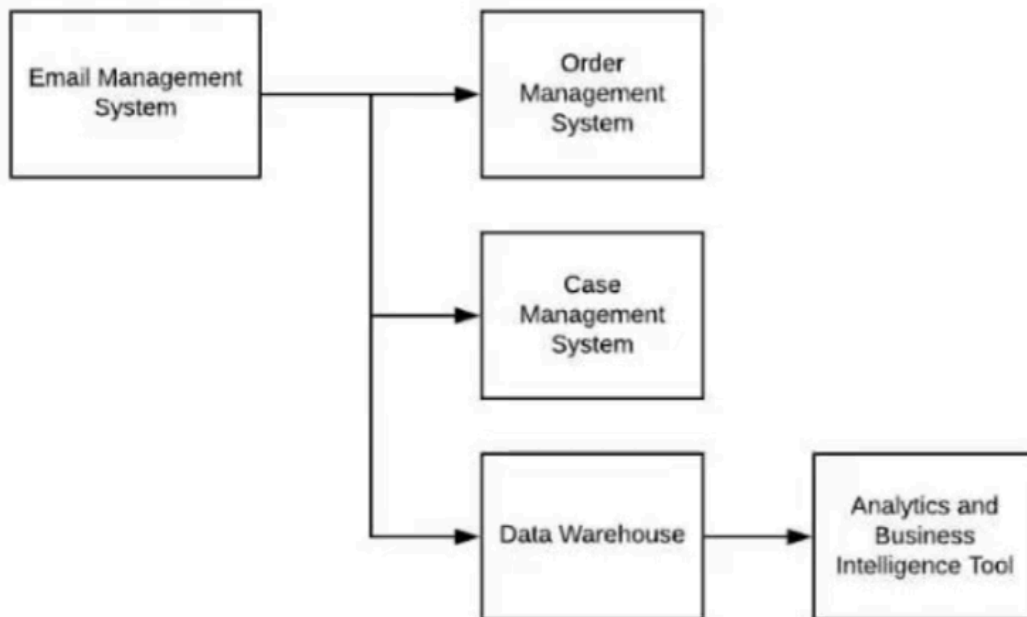 Email Management
System
Order
Management
System
Case
Management
System
Data Warehouse
Analytics and
Business
Intelligence Tool